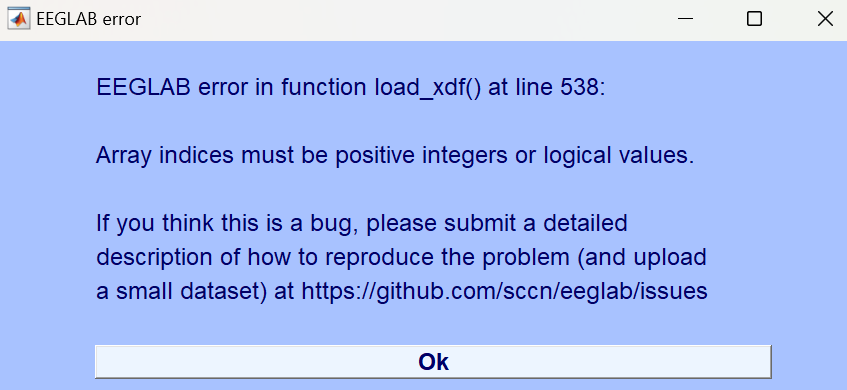 EEGLAB error
EEGLAB error in function load_xdf() at line 538:
Array indices must be positive integers or logical values.
If you think this is a bug, please submit a detailed
description of how to reproduce the problem (and upload
a small dataset) at https://github.com/sccn/eeglab/issues
Ok